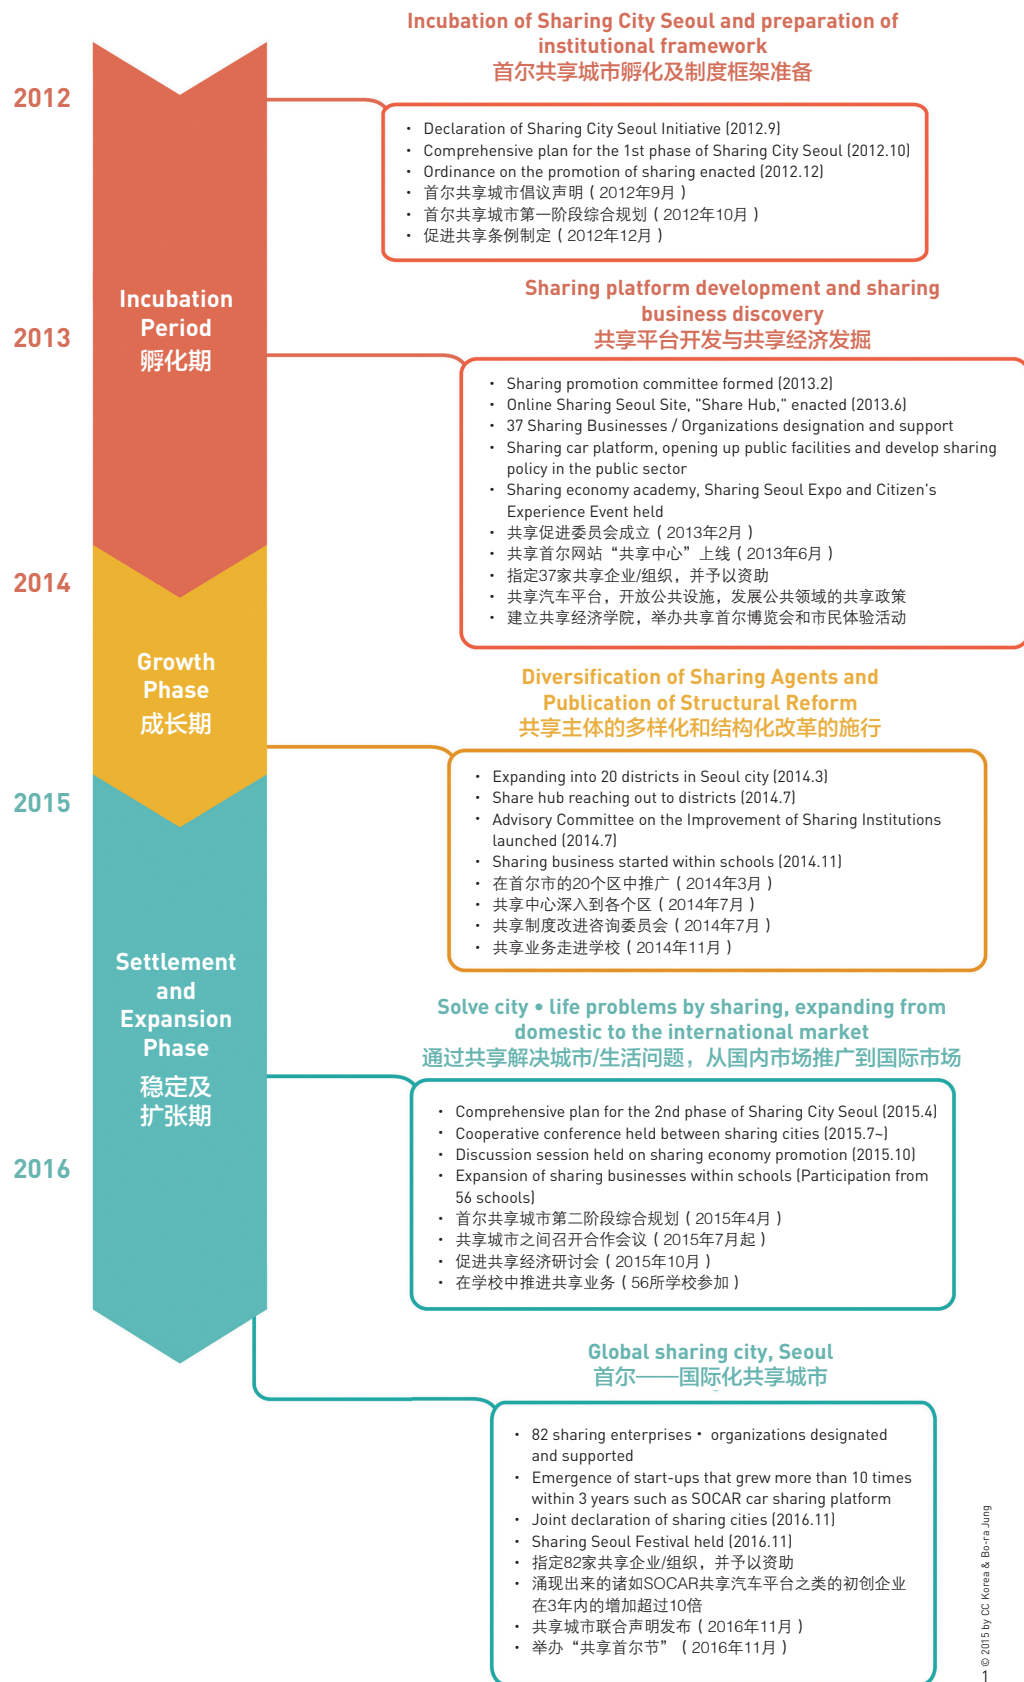 Incubation of Sharing City Seoul and preparation of
institutional framework
首尔共享城市孵化及制度框架准备
2012
• Declaration of Sharing City Seoul Initiative (2012.9)
• Comprehensive plan for the 1st phase of Sharing City Seoul (2012.10)
• Ordinance on the promotion of sharing enacted (2012.12)
• 首尔共享城市倡议声明（2012年9月）
• 首尔共享城市第一阶段综合规划（2012年10月）
• 促进共享条例制定（2012年12月）
Incubation
Period
孵化期
2013
Sharing platform development and sharing
business discovery
共享平台开发与共享经济发掘
• Sharing promotion committee formed (2013.2)
• Online Sharing Seoul Site, "Share Hub," enacted (2013.6)
• 37 Sharing Businesses / Organizations designation and support
• Sharing car platform, opening up public facilities and develop sharing
policy in the public sector
• Sharing economy academy, Sharing Seoul Expo and Citizen's
Experience Event held
• 共享促进委员会成立（2013年2月）
• 共享首尔网站“共享中心”上线（2013年6月）
• 指定37家共享企业/组织，并予以资助
• 共享汽车平台，开放公共设施，发展公共领域的共享政策
• 建立共享经济学院，举办共享首尔博览会和市民体验活动
2014
Growth
Phase
成长期
Diversification of Sharing Agents and
Publication of Structural Reform
共享主体的多样化和结构化改革的施行
• Expanding into 20 districts in Seoul city (2014.3)
• Share hub reaching out to districts (2014.7)
• Advisory Committee on the Improvement of Sharing Institutions
launched (2014.7)
• Sharing business started within schools (2014.11)
• 在首尔市的20个区中推广（2014年3月）
• 共享中心深入到各个区（2014年7月）
• 共享制度改进咨询委员会（2014年7月）
• 共享业务走进学校（2014年11月）
2015
Settlement
and
Expansion
Phase
稳定及
扩张期
Solve city • life problems by sharing, expanding from
domestic to the international market
通过共享解决城市/生活问题，从国内市场推广到国际市场
• Comprehensive plan for the 2nd phase of Sharing City Seoul (2015.4)
• Cooperative conference held between sharing cities (2015.7~)
• Discussion session held on sharing economy promotion (2015.10)
• Expansion of sharing businesses within schools (Participation from
56 schools)
• 首尔共享城市第二阶段综合规划（2015年4月）
• 共享城市之间召开合作会议（2015年7月起）
• 促进共享经济研讨会（2015年10月）
• 在学校中推进共享业务（56所学校参加）
2016
Global sharing city, Seoul
首尔——国际化共享城市
• 82 sharing enterprises • organizations designated
and supported
• Emergence of start-ups that grew more than 10 times
within 3 years such as SOCAR car sharing platform
• Joint declaration of sharing cities (2016.11)
• Sharing Seoul Festival held (2016.11)
• 指定82家共享企业/组织，并予以资助
• 涌现出来的诸如SOCAR共享汽车平台之类的初创企业
在3年内的增加超过10倍
• 共享城市联合声明发布（2016年11月）
• 举办“共享首尔节”（2016年11月）
© 2015 by CC Korea & Bo-ra Jung
1